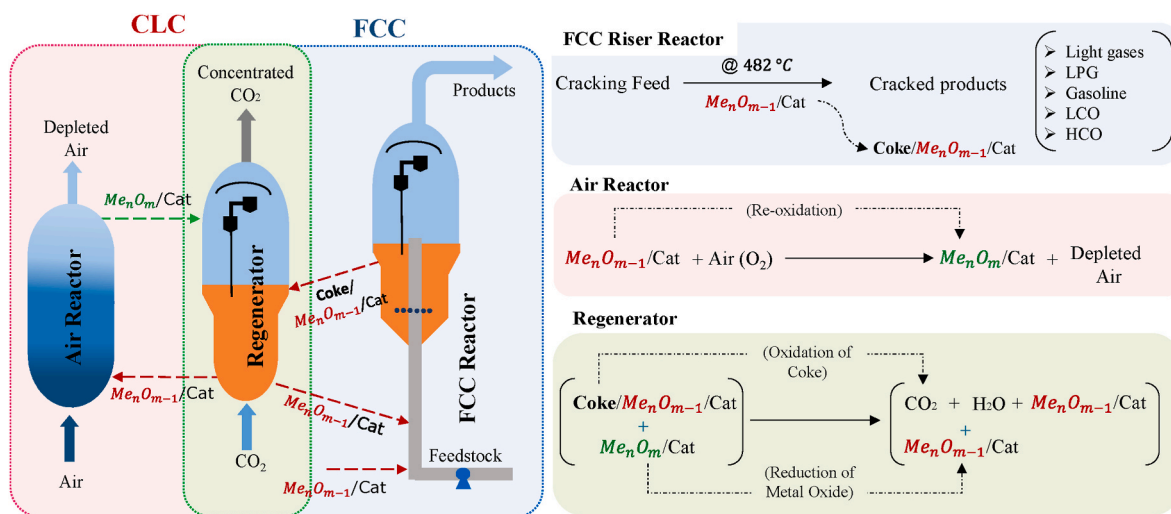 CLC
FCC
Concentrated
CO₂
Products
Depleted
Air
MeₙOₘ/Cat
Air Reactor
Regenerator
Coke/
MeₙOₘ₋₁/Cat
FCC Reactor
MeₙOₘ₋₁/Cat
MeₙOₘ₋₁/Cat
Feedstock
MeₙOₘ₋₁/Cat
Air
CO₂
FCC Riser Reactor
Cracking Feed
@ 482 °C
MeₙOₘ₋₁/Cat
Cracked products
Coke/MeₙOₘ₋₁/Cat
➢ Light gases
➢ LPG
➢ Gasoline
➢ LCO
➢ HCO
Air Reactor
(Re-oxidation)
MeₙOₘ₋₁/Cat + Air (O₂) MeₙOₘ/Cat + Depleted
Air
Regenerator
(Oxidation of
Coke)
Coke/MeₙOₘ₋₁/Cat
+
MeₙOₘ/Cat
CO₂ + H₂O + MeₙOₘ₋₁/Cat
+
MeₙOₘ₋₁/Cat
(Reduction of
Metal Oxide)